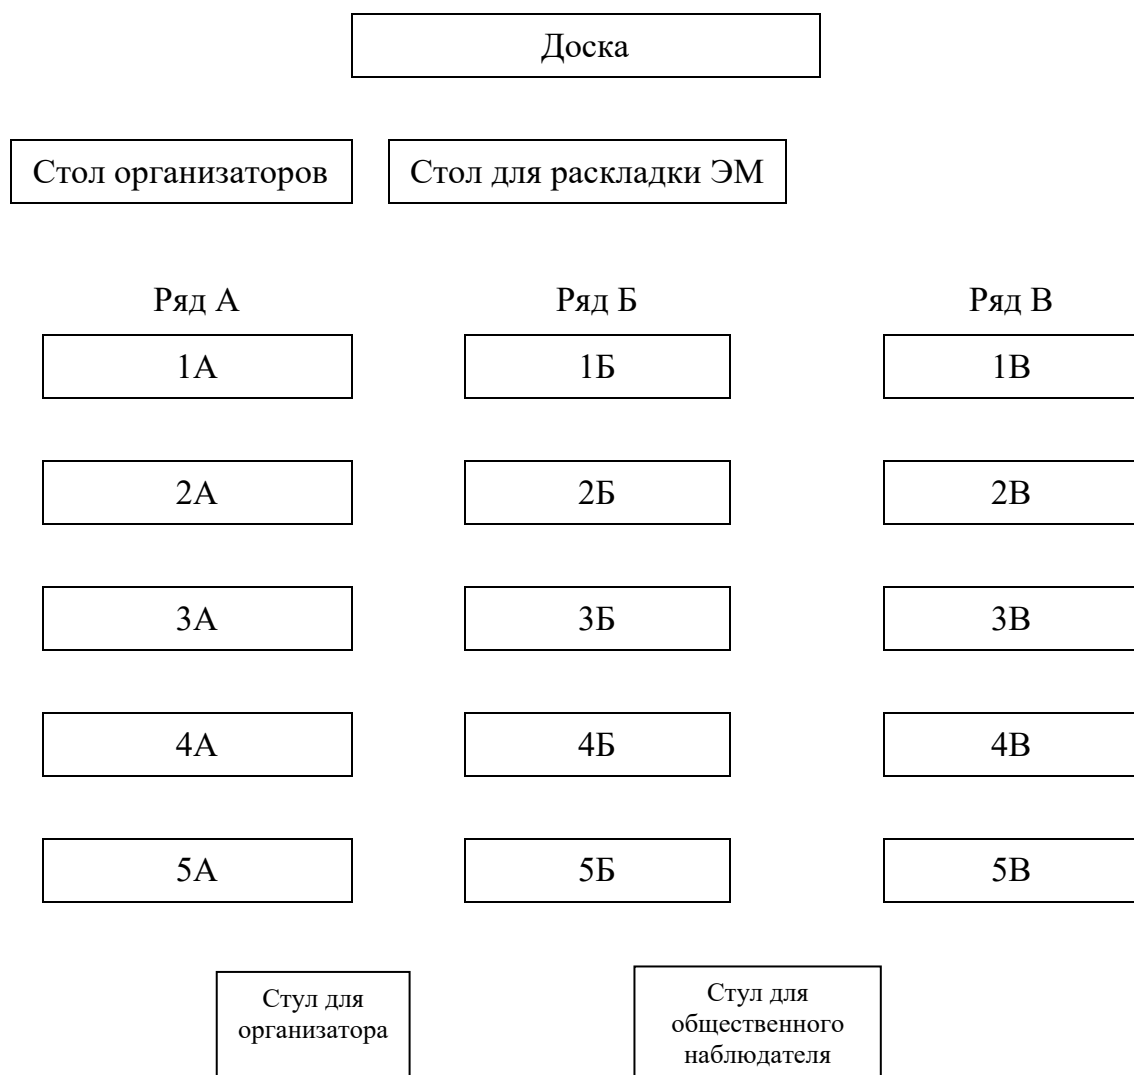 Доска
Стол организаторов
Стол для раскладки ЭМ
Ряд А
Ряд Б
Ряд В
1А
1Б
1В
2А
2Б
2В
3А
3Б
3В
4А
4Б
4В
5А
5Б
5В
Стул для
организатора
Стул для
общественного
наблюдателя